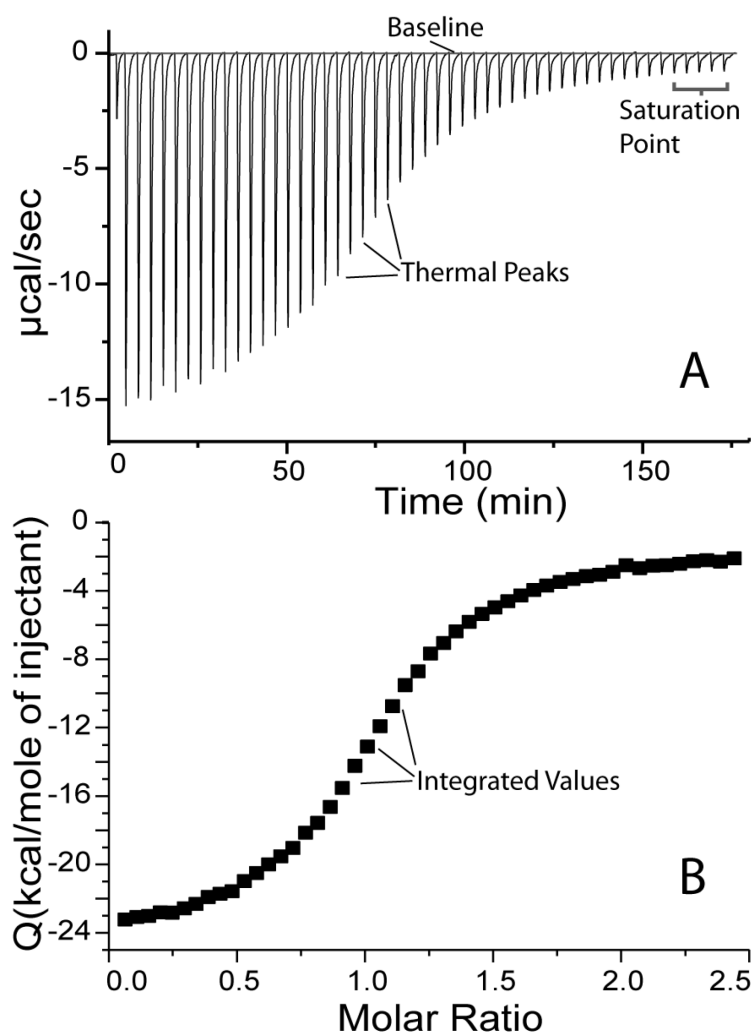 Baseline
0
-5
-10
-15
µcal/sec
Saturation
Point
Thermal Peaks
A
0
50
100
150
Time (min)
0
-4
-8
-12
-16
-20
-24
Q(kcal/mole of injectant)
Integrated Values
B
0.0
0.5
1.0
1.5
2.0
2.5
Molar Ratio